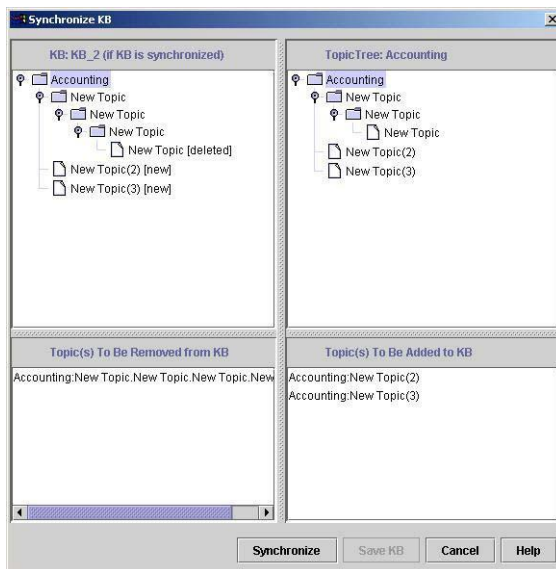 Synchronize KB
KB: KB_2 (if KB is synchronized)
Accounting
New Topic
New Topic
New Topic
New Topic [deleted]
New Topic(2) [new]
New Topic(3) [new]
TopicTree: Accounting
Accounting
New Topic
New Topic
New Topic
New Topic(2)
New Topic(3)
Topic(s) To Be Removed from KB
Accounting:New Topic.New Topic.New Topic.New
Topic(s) To Be Added to KB
Accounting:New Topic(2)
Accounting:New Topic(3)
Synchronize Save KB Cancel Help